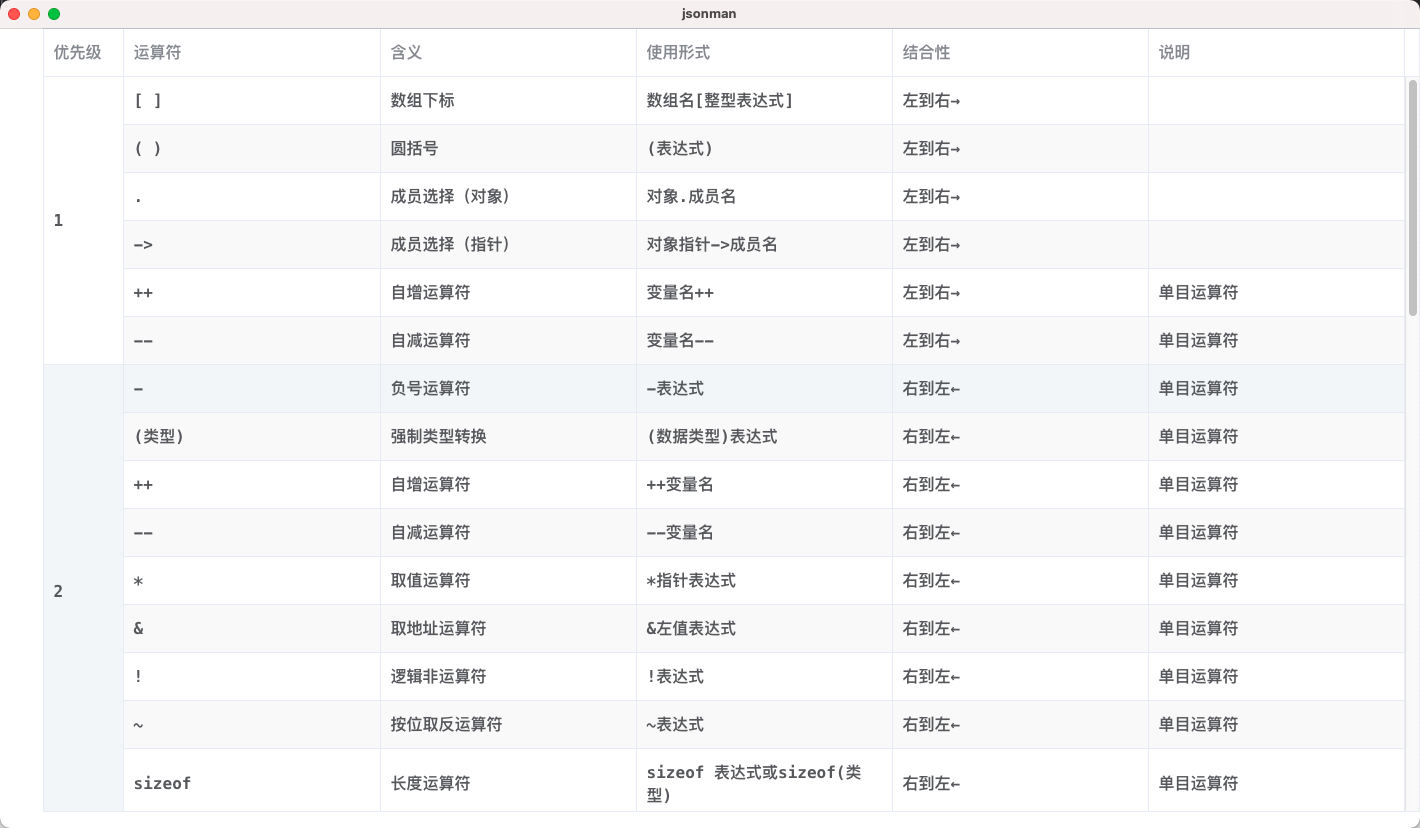 jsonman
优先级 运算符 含义 使用形式 结合性 说明
[ ] 数组下标 数组名[整型表达式] 左到右→
( ) 圆括号 (表达式) 左到右→
. 成员选择（对象） 对象.成员名 左到右→
1
-> 成员选择（指针） 对象指针->成员名 左到右→
++ 自增运算符 变量名++ 左到右→ 单目运算符
-- 自减运算符 变量名-- 左到右→ 单目运算符
- 负号运算符 -表达式 右到左← 单目运算符
(类型) 强制类型转换 (数据类型)表达式 右到左← 单目运算符
++ 自增运算符 ++变量名 右到左← 单目运算符
-- 自减运算符 --变量名 右到左← 单目运算符
* 取值运算符 *指针表达式 右到左← 单目运算符
2
& 取地址运算符 &左值表达式 右到左← 单目运算符
! 逻辑非运算符 !表达式 右到左← 单目运算符
~ 按位取反运算符 ~表达式 右到左← 单目运算符
sizeof 长度运算符 sizeof 表达式或sizeof(类
型) 右到左← 单目运算符